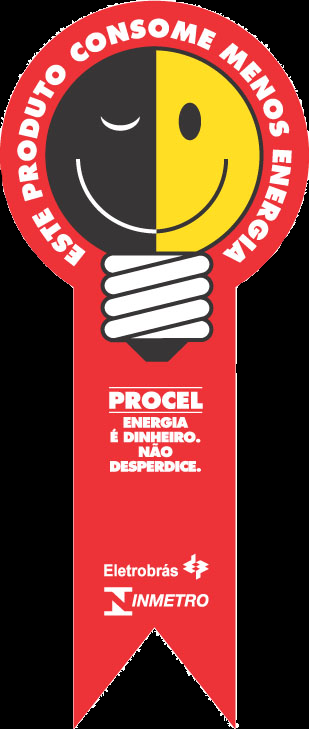 ESTE PRODUTO CONSOME MENOS ENERGIA
PROCEL
ENERGIA
É DINHEIRO.
NÃO
DESPERDICE.
Eletrobrás
INMETRO